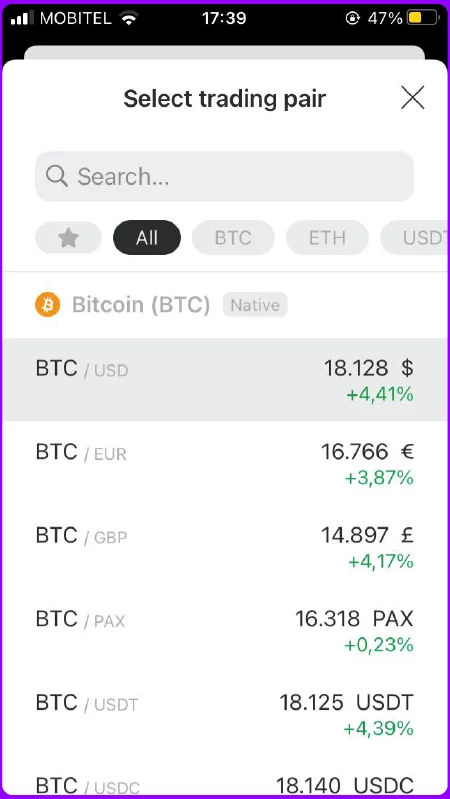 MOBITEL 17:39 47%
Select trading pair
Search...
All BTC ETH USDT
Bitcoin (BTC) Native
BTC / USD 18.128 $
+4,41%
BTC / EUR 16.766 €
+3,87%
BTC / GBP 14.897 £
+4,17%
BTC / PAX 16.318 PAX
+0,23%
BTC / USDT 18.125 USDT
+4,39%
BTC / USDC 18.140 USDC